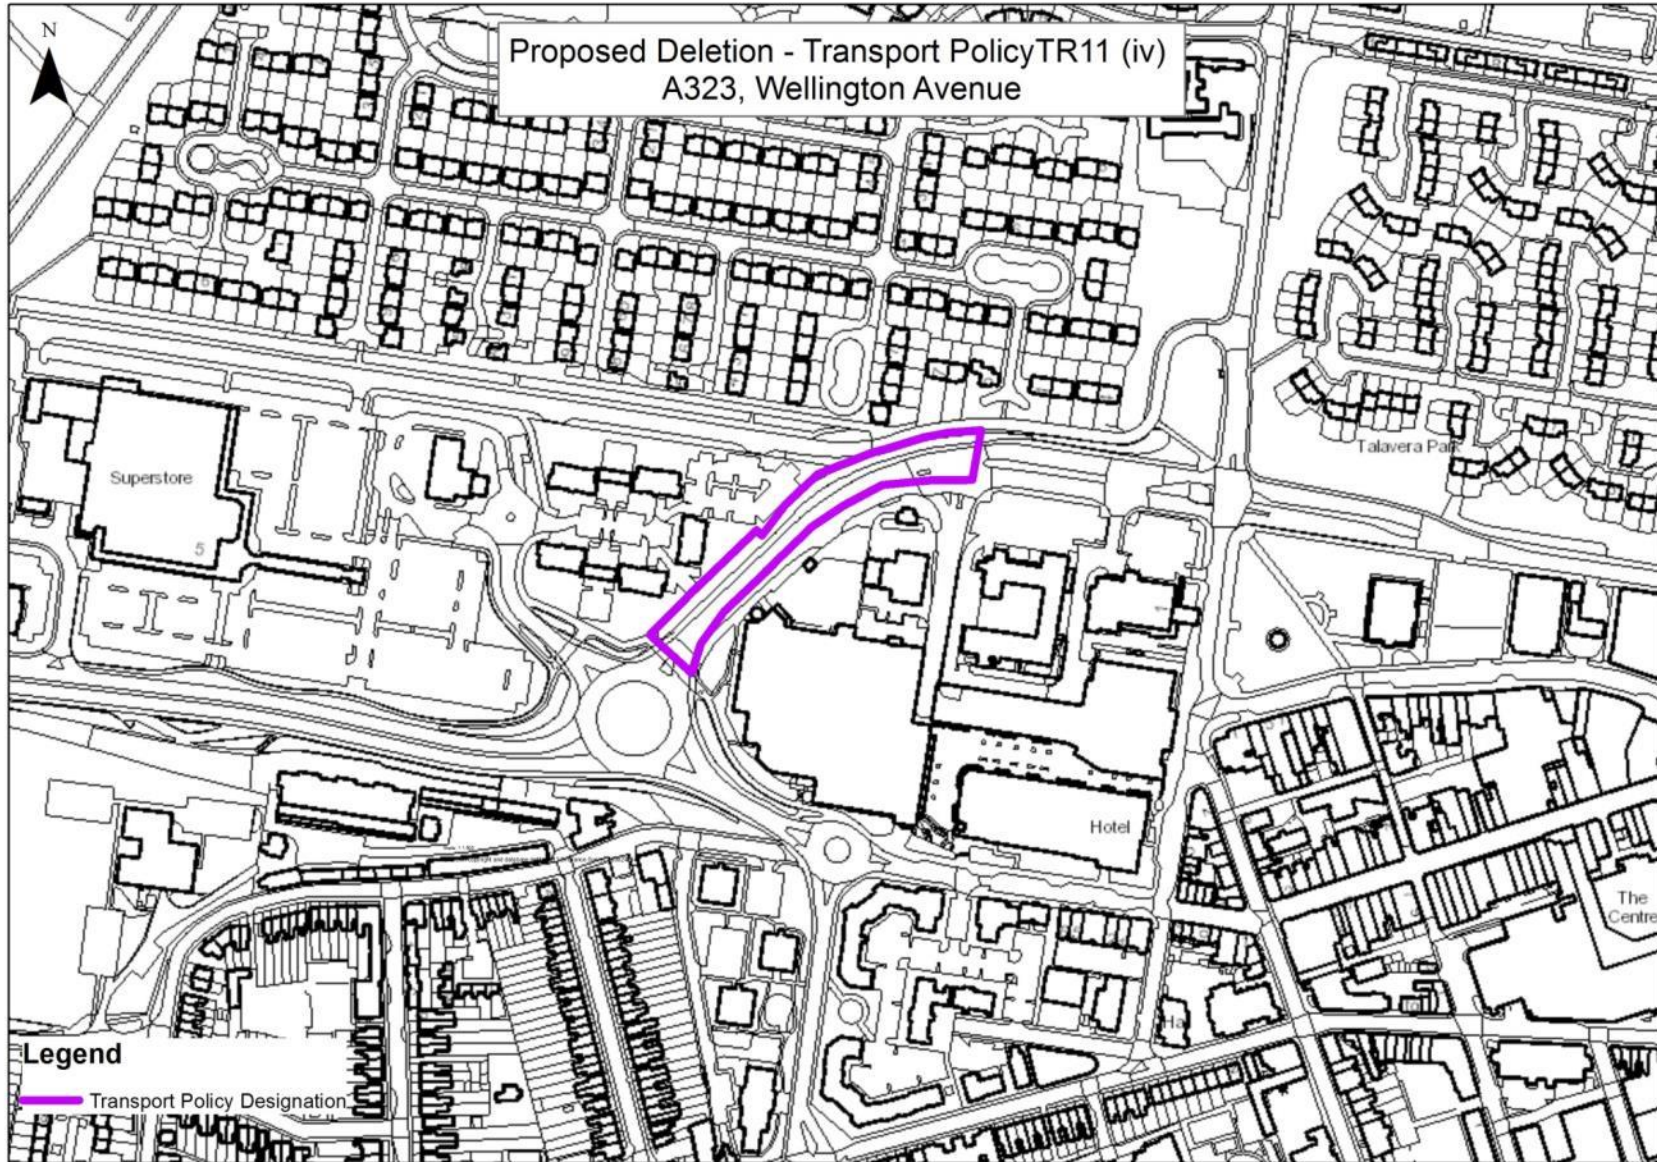 N
Proposed Deletion - Transport PolicyTR11 (iv)
A323, Wellington Avenue
Talavera Park
Superstore
5
Hotel
The
Centre
Ha
Legend
Transport Policy Designation